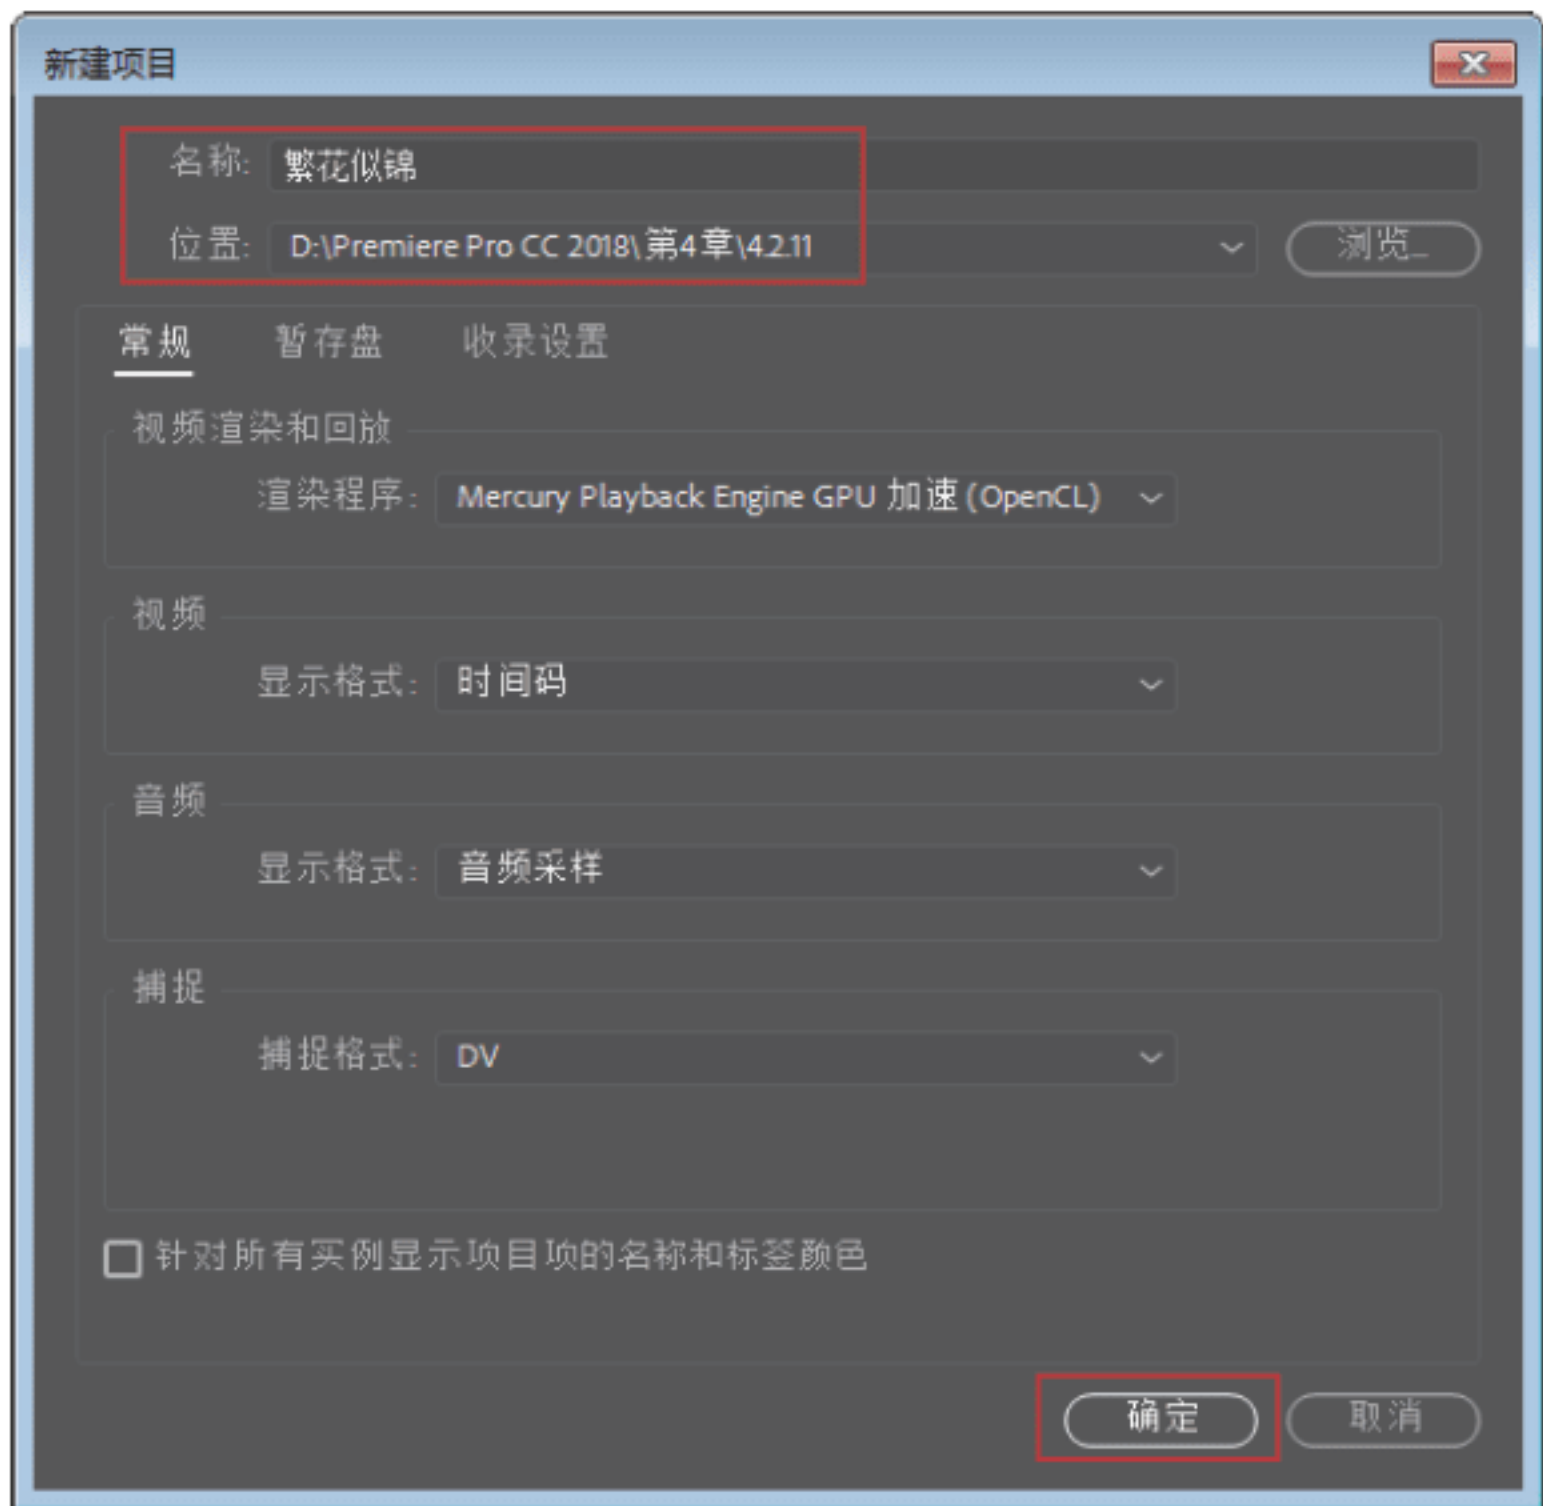 新建项目
名称: 繁花似锦
位置: D:\Premiere Pro CC 2018\第4章\4.2.11 浏览...
常规 暂存盘 收录设置
视频渲染和回放
渲染程序: Mercury Playback Engine GPU 加速 (OpenCL)
视频
显示格式: 时间码
音频
显示格式: 音频采样
捕捉
捕捉格式: DV
针对所有实例显示项目项的名称和标签颜色
确定 取消